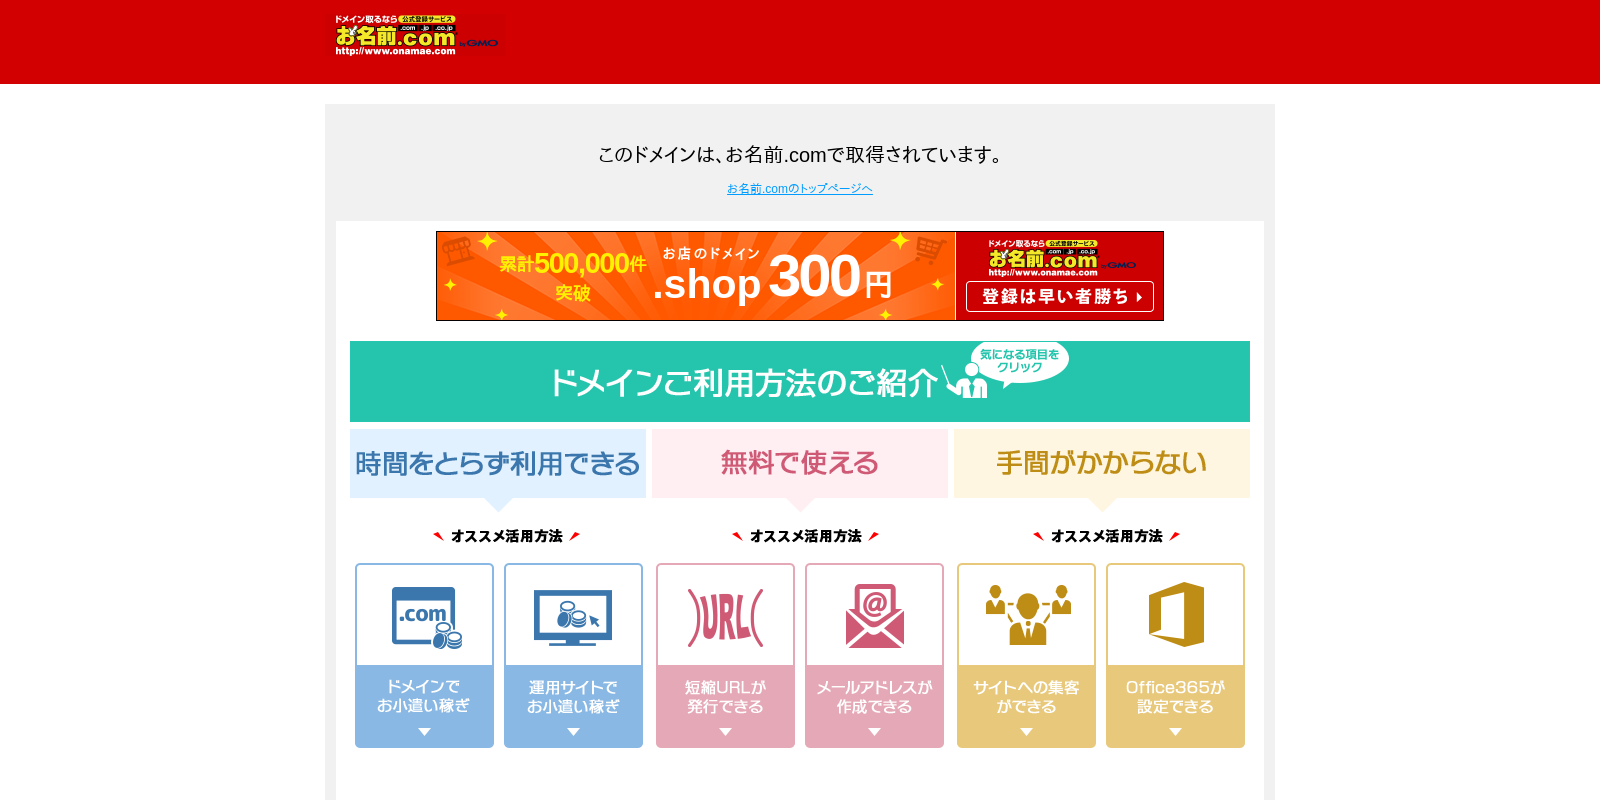 ドメイン取るなら 公式登録サービス
お名前.com .com .jp .co.jp
by GMO
http://www.onamae.com
このドメインは、お名前.comで取得されています。
お名前.comのトップページへ
累計500,000件
突破
お店のドメイン
.shop 300円
ドメイン取るなら 公式登録サービス
お名前.com .com .jp .co.jp
by GMO
http://www.onamae.com
登録は早い者勝ち
ドメインご利用方法のご紹介
気になる項目を
クリック
時間をとらず利用できる
無料で使える
手間がかからない
オススメ活用方法
オススメ活用方法
オススメ活用方法
.com
URL
@
ドメインで
お小遣い稼ぎ
運用サイトで
お小遣い稼ぎ
短縮URLが
発行できる
メールアドレスが
作成できる
サイトへの集客
ができる
Office365が
設定できる